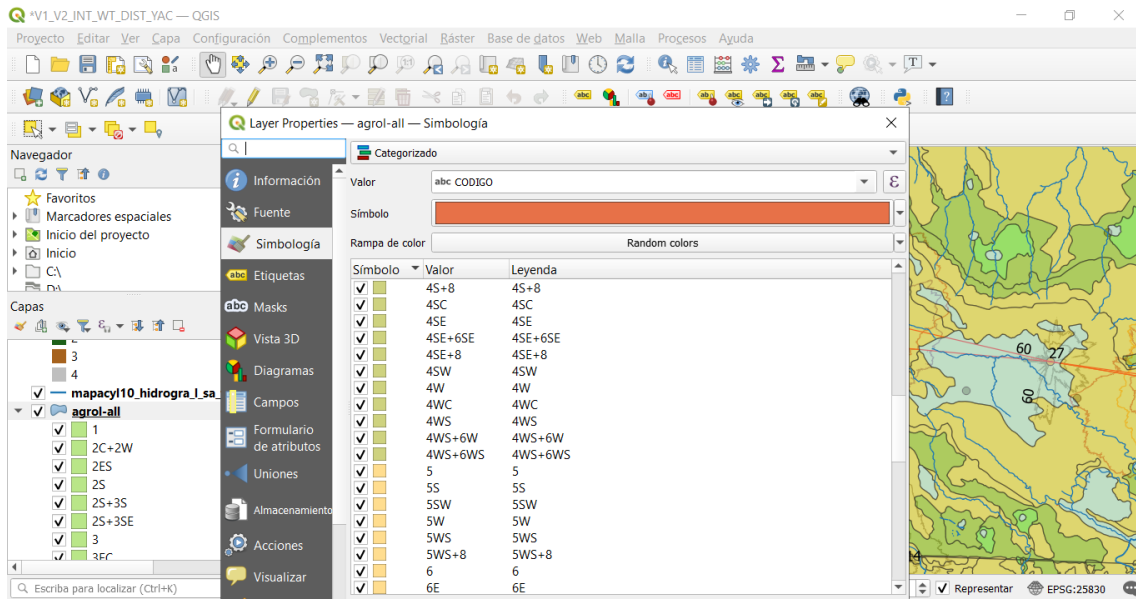 *V1_V2_INT_WT_DIST_YAC — QGIS
Proyecto Editar Ver Capa Configuración Complementos Vectorial Ráster Base de datos Web Malla Procesos Ayuda
Layer Properties — agrol-all — Simbología
Navegador
Favoritos
Marcadores espaciales
Inicio del proyecto
Inicio
C:\
D:\
Capas
3
4
mapacyl10_hidrogra_l_sa_
agrol-all
1
2C+2W
2ES
2S
2S+3S
2S+3SE
3
3EC
Escriba para localizar (Ctrl+K)
Información
Fuente
Simbología
Etiquetas
Masks
Vista 3D
Diagramas
Campos
Formulario
de atributos
Uniones
Almacenamiento
Acciones
Visualizar
Categorizado
Valor abc CODIGO
Símbolo
Rampa de color Random colors
Símbolo Valor Leyenda
4S+8 4S+8
4SC 4SC
4SE 4SE
4SE+6SE 4SE+6SE
4SE+8 4SE+8
4SW 4SW
4W 4W
4WC 4WC
4WS 4WS
4WS+6W 4WS+6W
4WS+6WS 4WS+6WS
5 5
5S 5S
5SW 5SW
5W 5W
5WS 5WS
5WS+8 5WS+8
6 6
6E 6E
60 27
60
14
Representar EPSG:25830